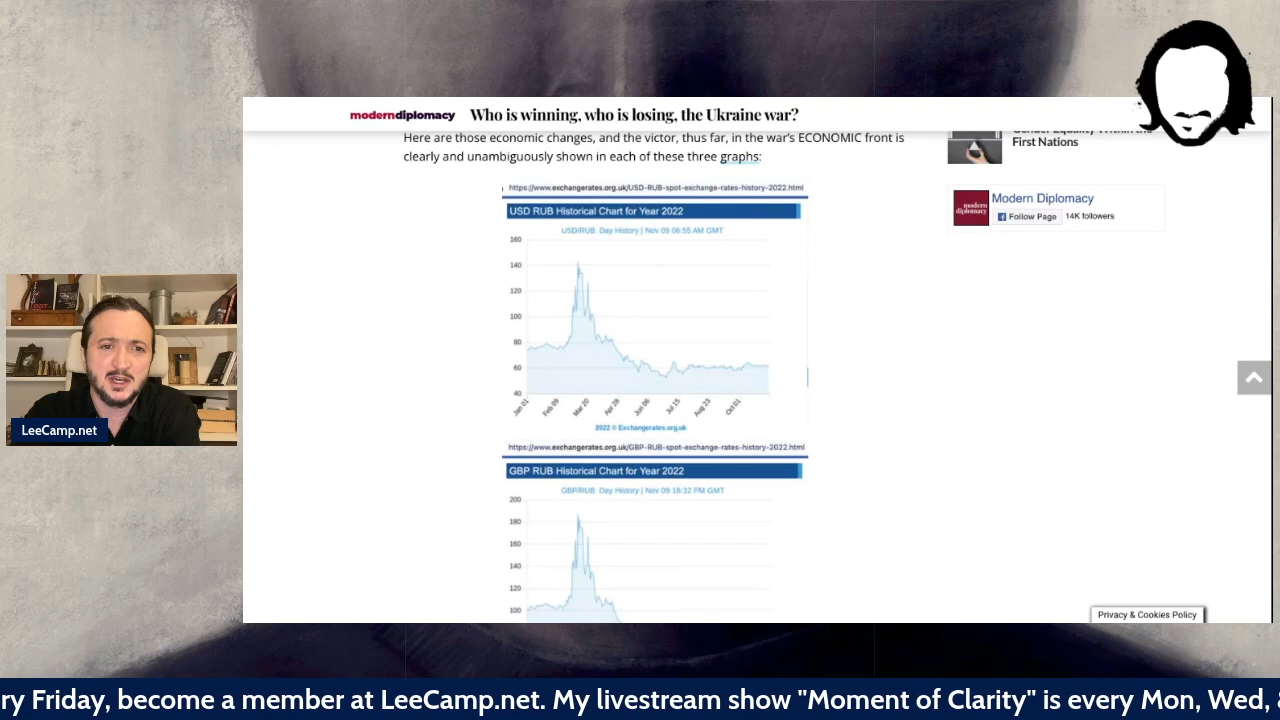 moderndiplomacy Who is winning, who is losing, the Ukraine war?
Here are those economic changes, and the victor, thus far, in the war's ECONOMIC front is
clearly and unambiguously shown in each of these three graphs:
https://www.exchangerates.org.uk/USD-RUB-spot-exchange-rates-history-2022.html
USD RUB Historical Chart for Year 2022
USD/RUB Day History | Nov 09 06:55 AM GMT
160
140
120
100
80
60
40
Jan 01
Feb 09
Mar 20
Apr 28
Jun 06
Jul 15
Aug 23
Oct 01
2022 © Exchangerates.org.uk
https://www.exchangerates.org.uk/GBP-RUB-spot-exchange-rates-history-2022.html
GBP RUB Historical Chart for Year 2022
GBP/RUB Day History | Nov 09 18:32 PM GMT
200
180
160
140
120
100
Gender Equality Within the
First Nations
modern
diplomacy
Modern Diplomacy
Follow Page
14K followers
Privacy & Cookies Policy
LeeCamp.net
ry Friday, become a member at LeeCamp.net. My livestream show "Moment of Clarity" is every Mon, Wed,